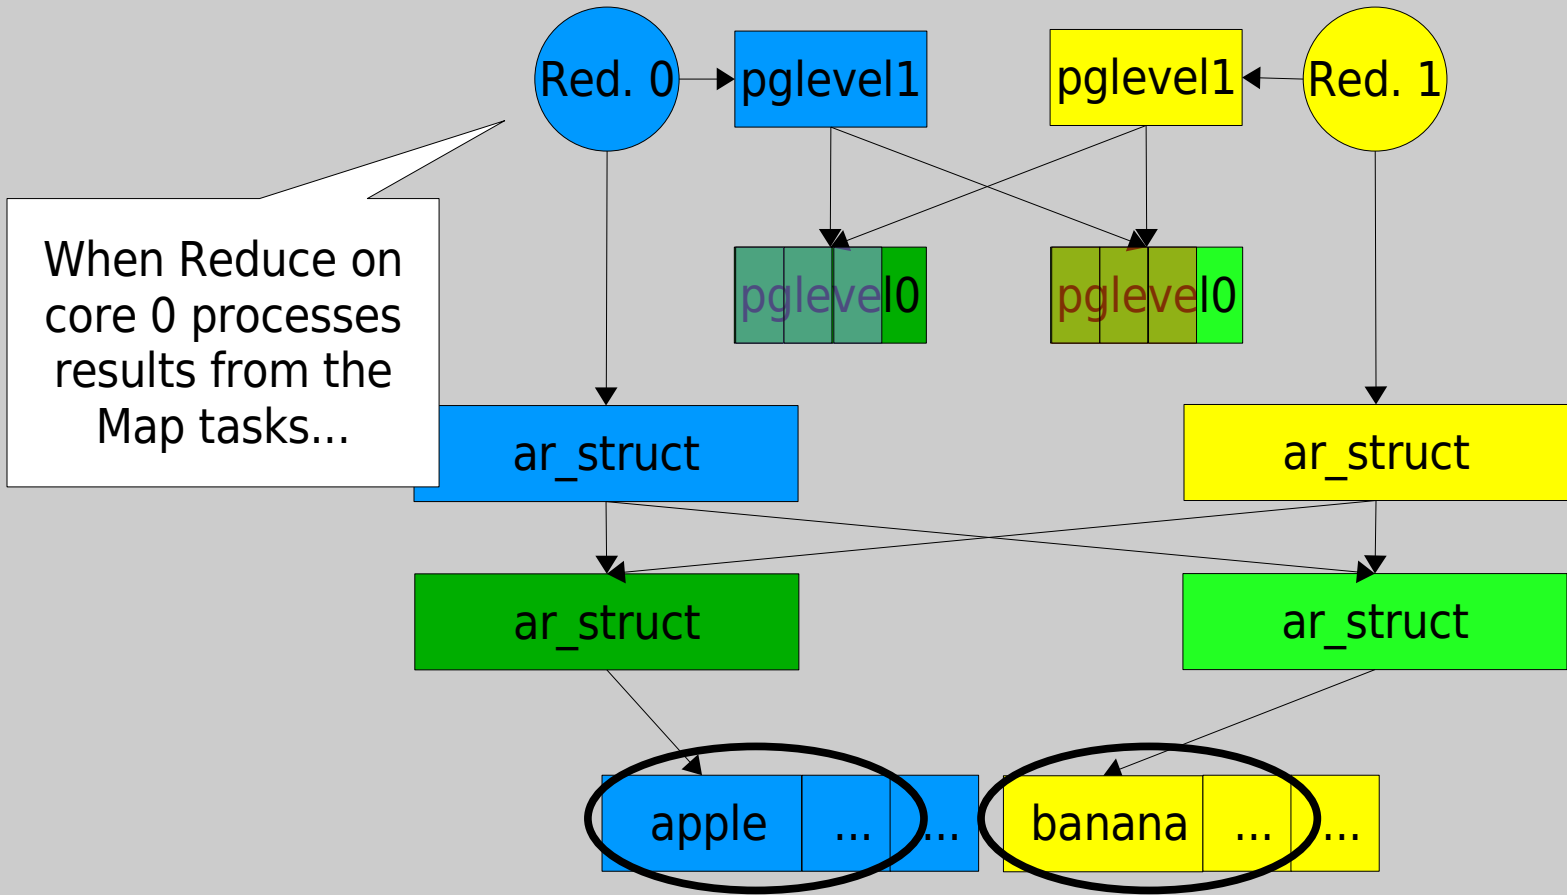 Red. 0
pglevel1
pglevel1
Red. 1
When Reduce on
core 0 processes
results from the
Map tasks...
pglevel0
pglevel0
ar_struct
ar_struct
ar_struct
ar_struct
apple
...
...
banana
...
...